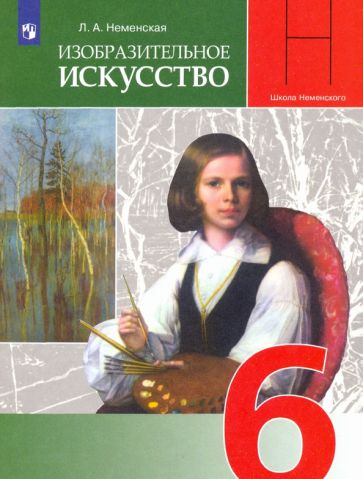 Л. А. Неменская
ИЗОБРАЗИТЕЛЬНОЕ
ИСКУССТВО
Школа Неменского
6